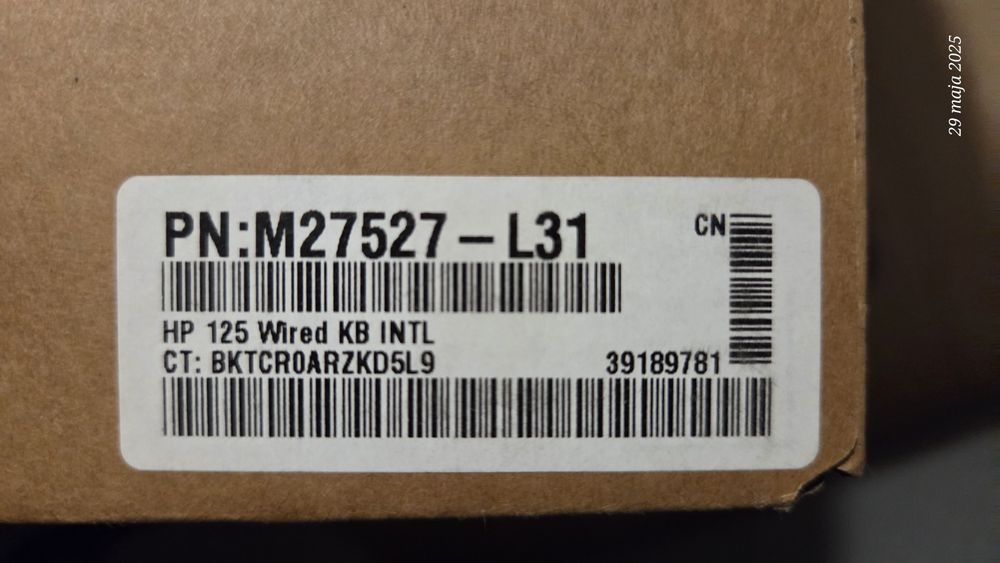 PN:M27527-L31
CN
HP 125 Wired KB INTL
CT: BKTCR0ARZKD5L9
39189781
29 maja 2025